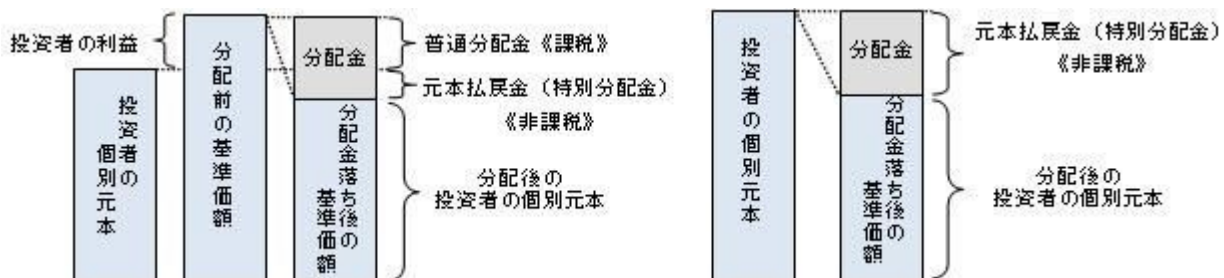 投資者の利益
投資者の
個別元本
分配前の基準価額
分配金
分配金落ち後の
基準価額
普通分配金《課税》
元本払戻金（特別分配金）
《非課税》
分配後の
投資者の個別元本
投資者の個別元本
分配金
分配金落ち後の
基準価額
元本払戻金（特別分配金）
《非課税》
分配後の
投資者の個別元本